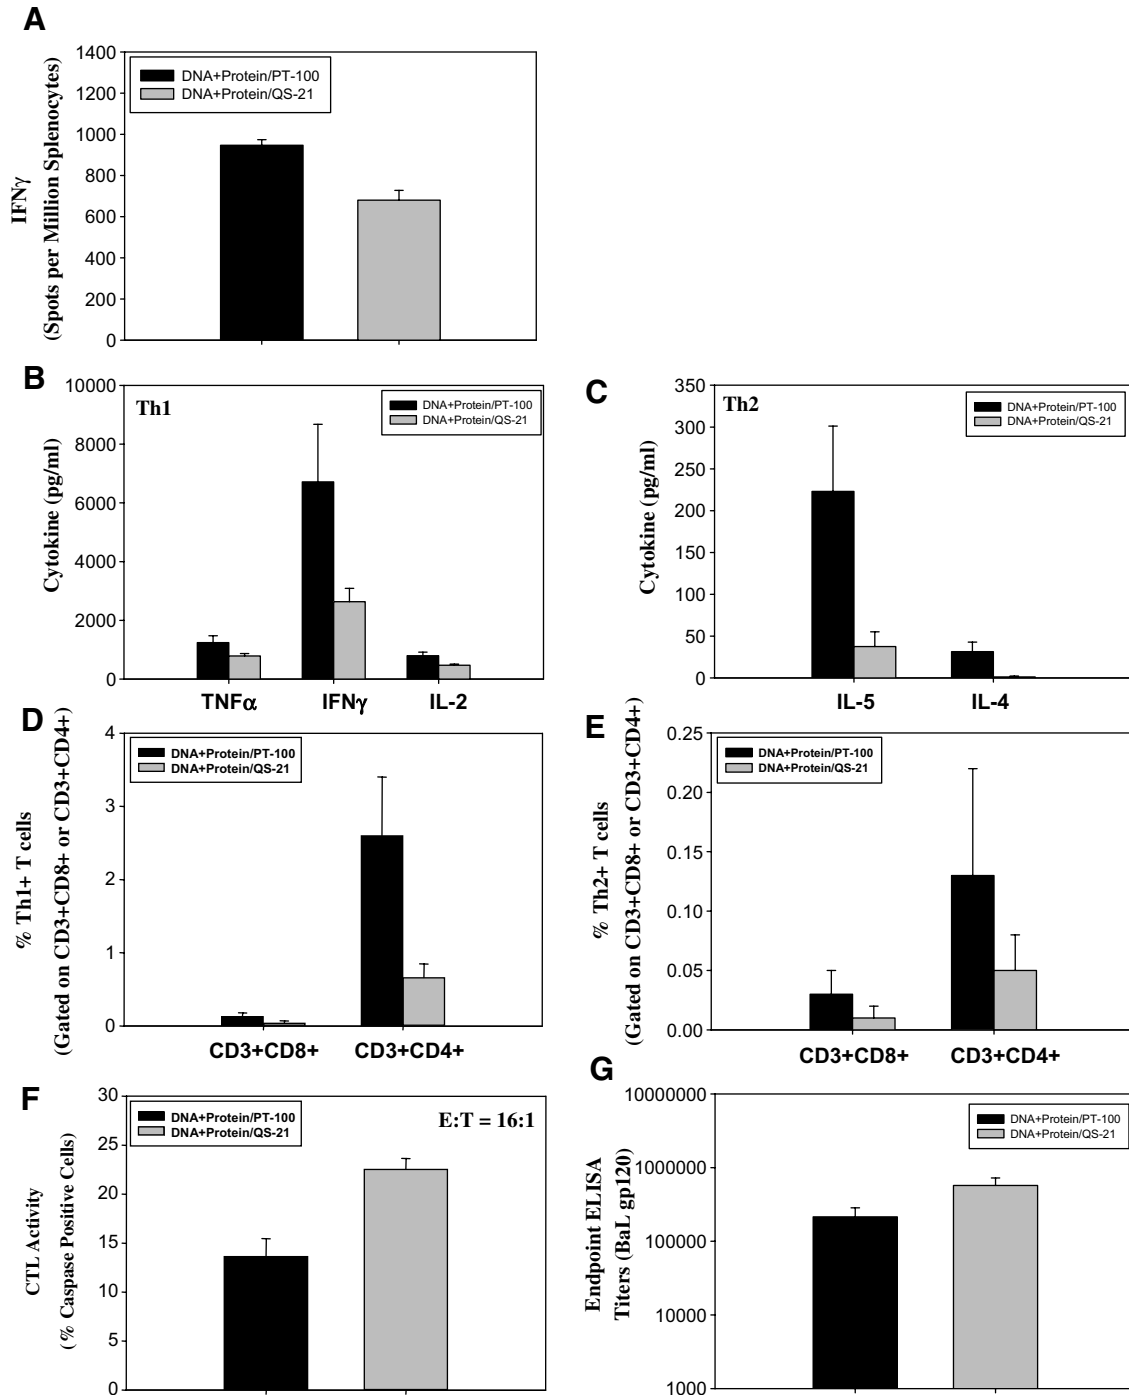 A
1400
1200
1000
800
600
400
200
0
IFNγ
(Spots per Million Splenocytes)
DNA+Protein/PT-100
DNA+Protein/QS-21
B
10000
8000
6000
4000
2000
0
Cytokine (pg/ml)
Th1
DNA+Protein/PT-100
DNA+Protein/QS-21
TNFα IFNγ IL-2
C
350
300
250
200
150
100
50
0
Cytokine (pg/ml)
Th2
DNA+Protein/PT-100
DNA+Protein/QS-21
IL-5 IL-4
D
4
3
2
1
0
% Th1+ T cells
(Gated on CD3+CD8+ or CD3+CD4+)
DNA+Protein/PT-100
DNA+Protein/QS-21
CD3+CD8+ CD3+CD4+
E
0.25
0.20
0.15
0.10
0.05
0.00
% Th2+ T cells
((Gated on CD3+CD8+ or CD3+CD4+)
DNA+Protein/PT-100
DNA+Protein/QS-21
CD3+CD8+ CD3+CD4+
F
30
25
20
15
10
5
0
CTL Activity
(% Caspase Positive Cells)
DNA+Protein/PT-100
DNA+Protein/QS-21
E:T = 16:1
G
10000000
1000000
100000
10000
1000
Endpoint ELISA
Titers (BaL gp120)
DNA+Protein/PT-100
DNA+Protein/QS-21